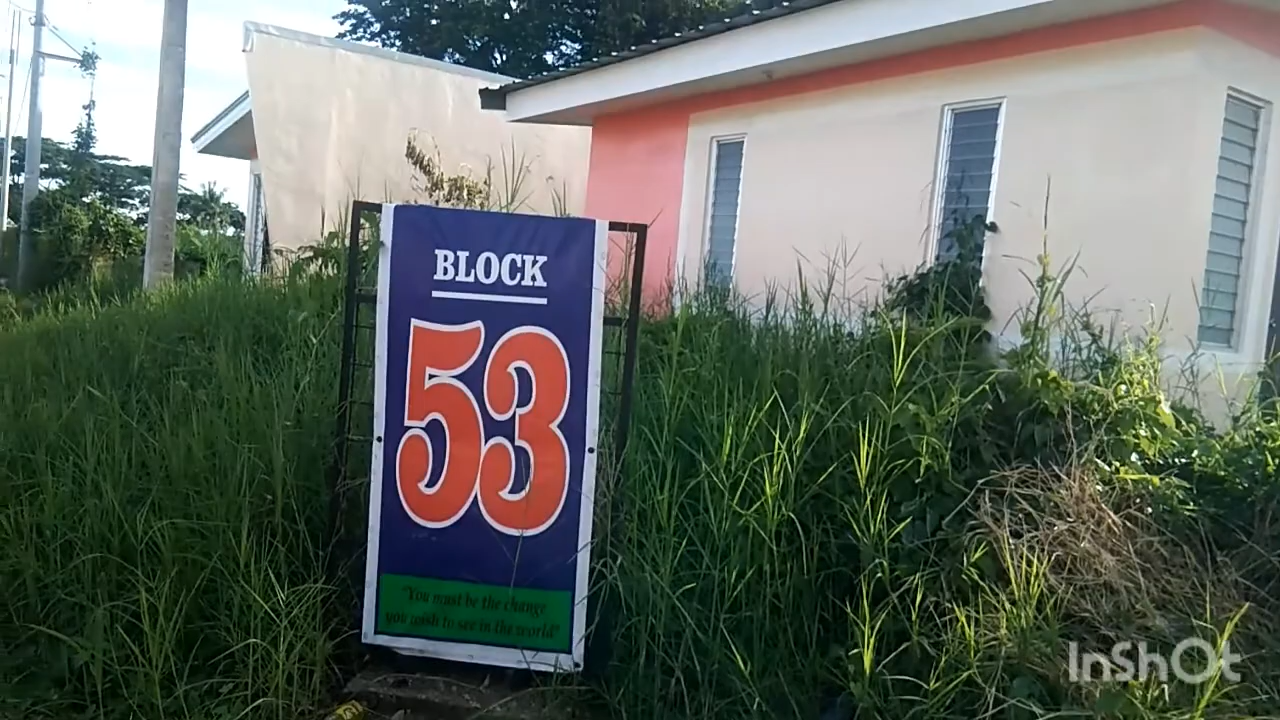 BLOCK
53
"You must be the change
you wish to see in the world"
InShOt